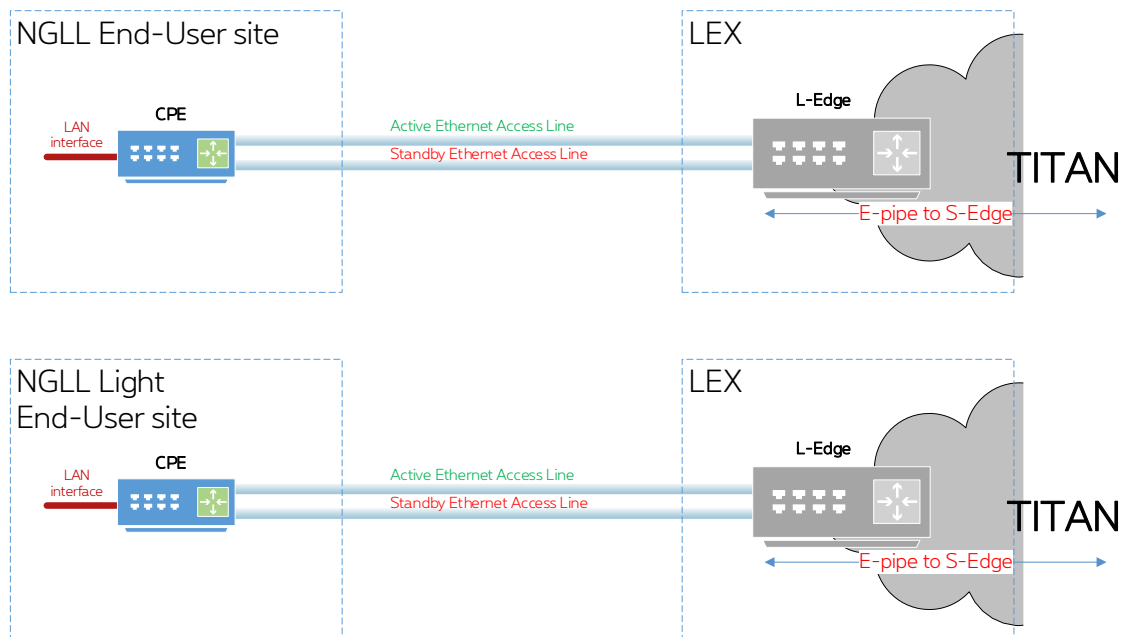 NGLL End-User site
LEX
CPE
L-Edge
LAN
interface
Active Ethernet Access Line
Standby Ethernet Access Line
TITAN
E-pipe to S-Edge
NGLL Light
End-User site
LEX
CPE
L-Edge
LAN
interface
Active Ethernet Access Line
Standby Ethernet Access Line
TITAN
E-pipe to S-Edge